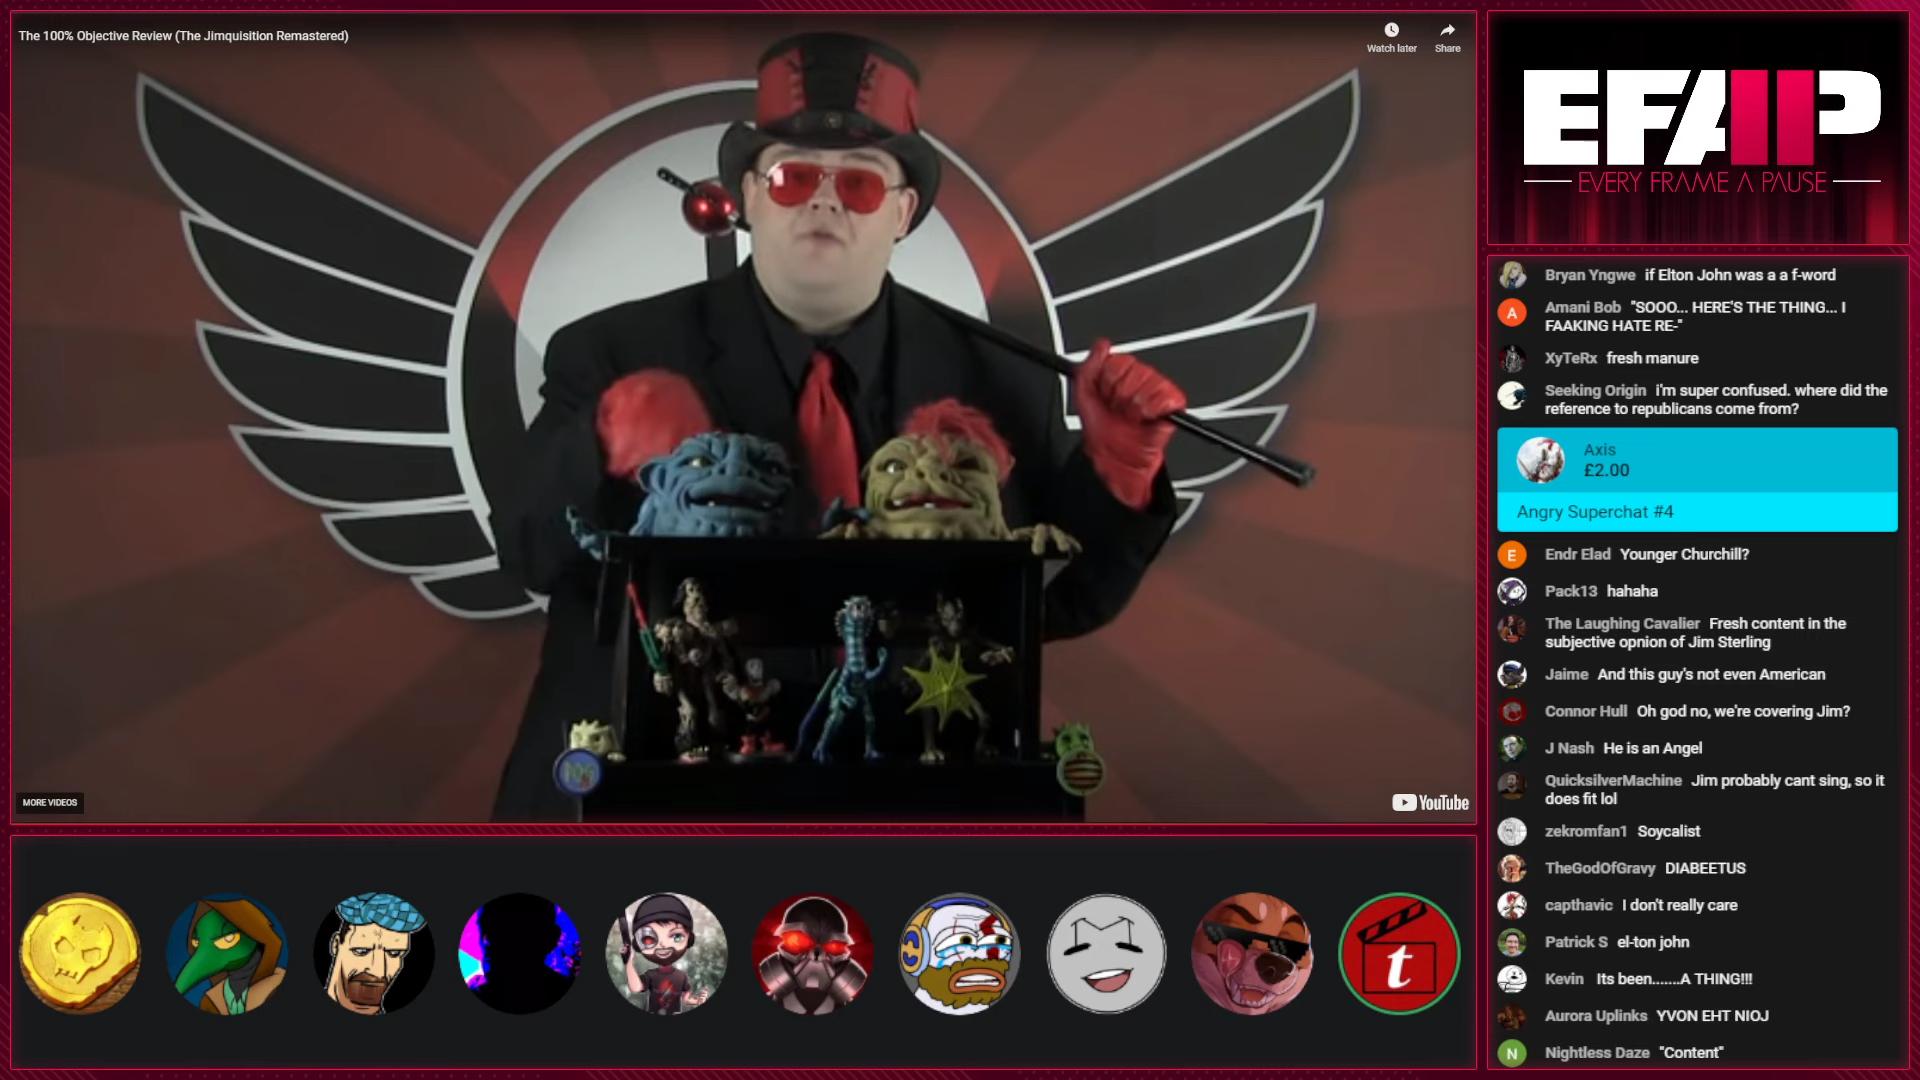 The 100% Objective Review (The Jimquisition Remastered)
Watch later
Share
MORE VIDEOS
YouTube
EFAP
EVERY FRAME A PAUSE
Bryan Yngwe if Elton John was a a f-word
A
Amani Bob "SOOO... HERE'S THE THING... I
FAAKING HATE RE-"
XyTeRx fresh manure
Seeking Origin i'm super confused. where did the
reference to republicans come from?
Axis
£2.00
Angry Superchat #4
E
Endr Elad Younger Churchill?
Pack13 hahaha
The Laughing Cavalier Fresh content in the
subjective opnion of Jim Sterling
Jaime And this guy's not even American
Connor Hull Oh god no, we're covering Jim?
J Nash He is an Angel
QuicksilverMachine Jim probably cant sing, so it
does fit lol
zekromfan1 Soycalist
TheGodOfGravy DIABEETUS
capthavic I don't really care
Patrick S el-ton john
Kevin Its been.......A THING!!!
Aurora Uplinks YVON EHT NIOJ
N
Nightless Daze "Content"
t